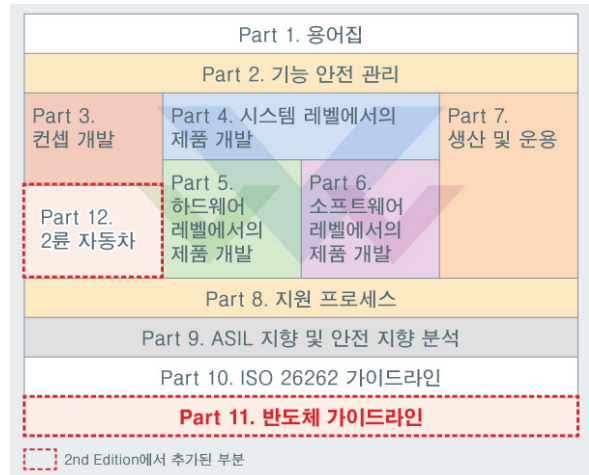 Part 1. 용어집
Part 2. 기능 안전 관리
Part 3.
컨셉 개발
Part 4. 시스템 레벨에서의
제품 개발
Part 7.
생산 및 운용
Part 12.
2륜 자동차
Part 5.
하드웨어
레벨에서의
제품 개발
Part 6.
소프트웨어
레벨에서의
제품 개발
Part 8. 지원 프로세스
Part 9. ASIL 지향 및 안전 지향 분석
Part 10. ISO 26262 가이드라인
Part 11. 반도체 가이드라인
2nd Edition에서 추가된 부분